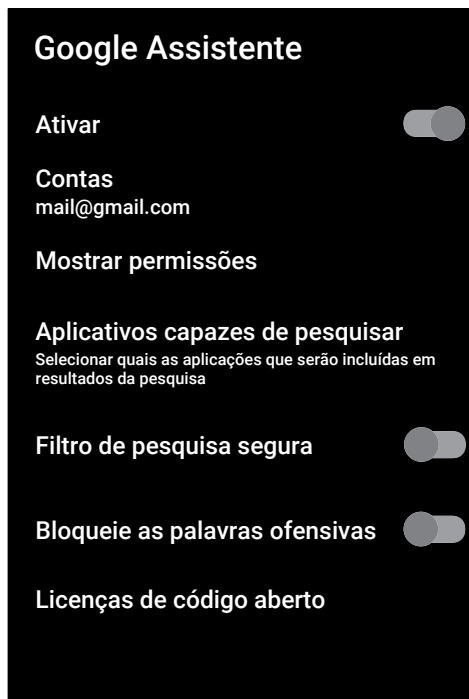 Google Assistente
Ativar
Contas
mail@gmail.com
Mostrar permissões
Aplicativos capazes de pesquisar
Selecionar quais as aplicações que serão incluídas em
resultados da pesquisa
Filtro de pesquisa segura
Bloqueie as palavras ofensivas
Licenças de código aberto